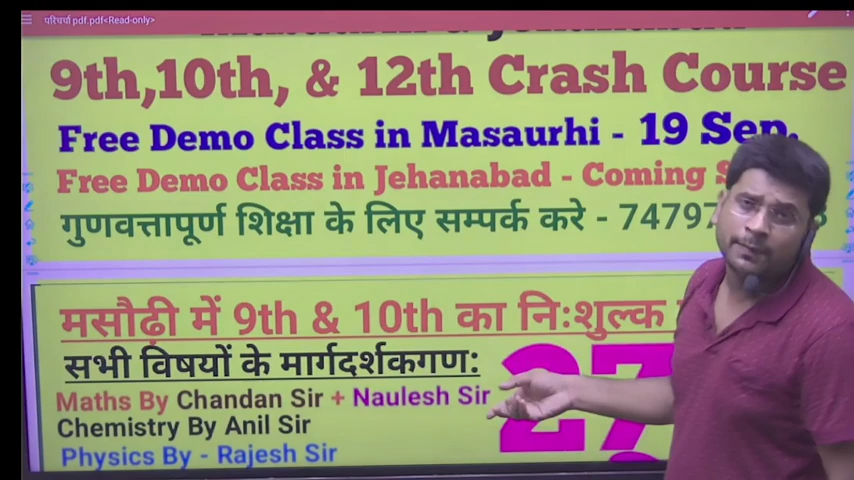 परिचर्चा pdf.pdf<Read-only>
9th,10th, & 12th Crash Course
Free Demo Class in Masaurhi - 19 Sep.
Free Demo Class in Jehanabad - Coming
गुणवत्तापूर्ण शिक्षा के लिए सम्पर्क करे - 7479
मसौढ़ी में 9th & 10th का निःशुल्क
सभी विषयों के मार्गदर्शकगण:
27
Maths By Chandan Sir + Naulesh Sir
Chemistry By Anil Sir
Physics By - Rajesh Sir